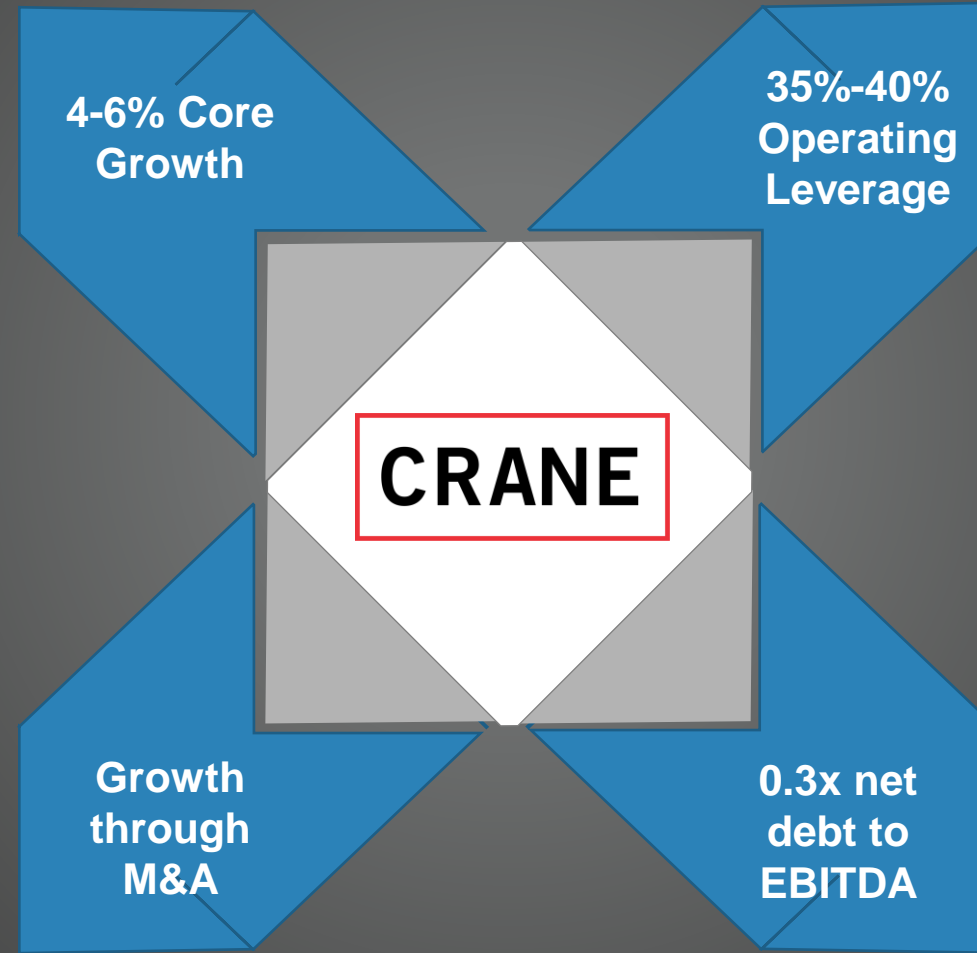 4-6% Core
Growth
35%-40%
Operating
Leverage
CRANE
Growth
through
M&A
0.3x net
debt to
EBITDA